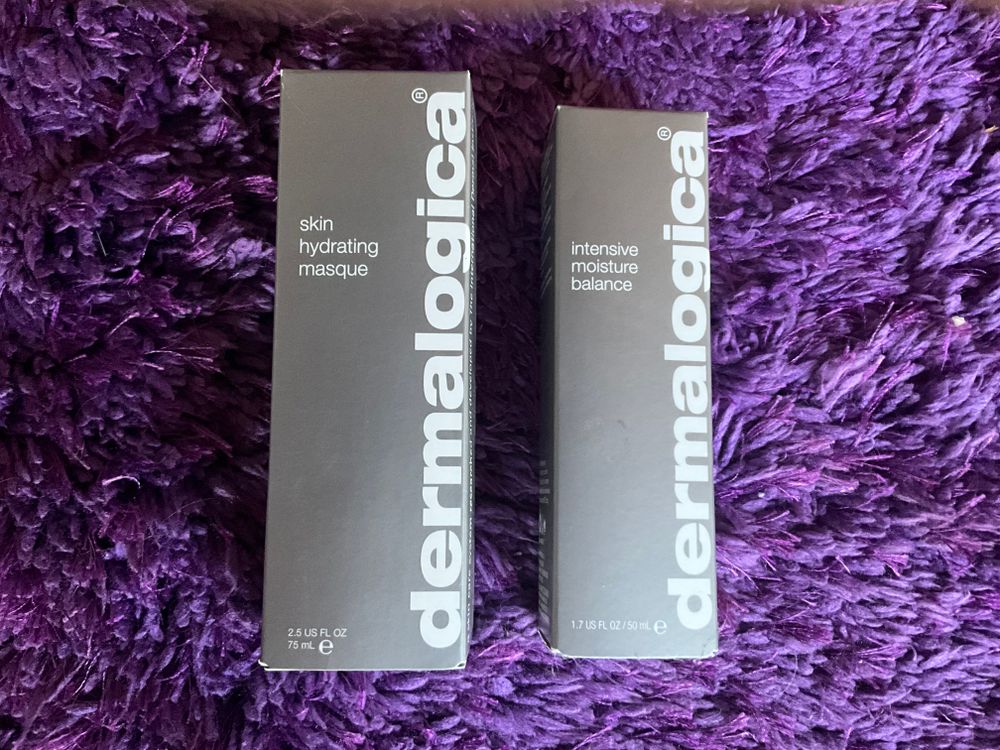 skin
hydrating
masque
dermalogica®
2.5 US FL OZ
75 mL ℮
intensive
moisture
balance
dermalogica®
1.7 US FL OZ / 50 mL ℮